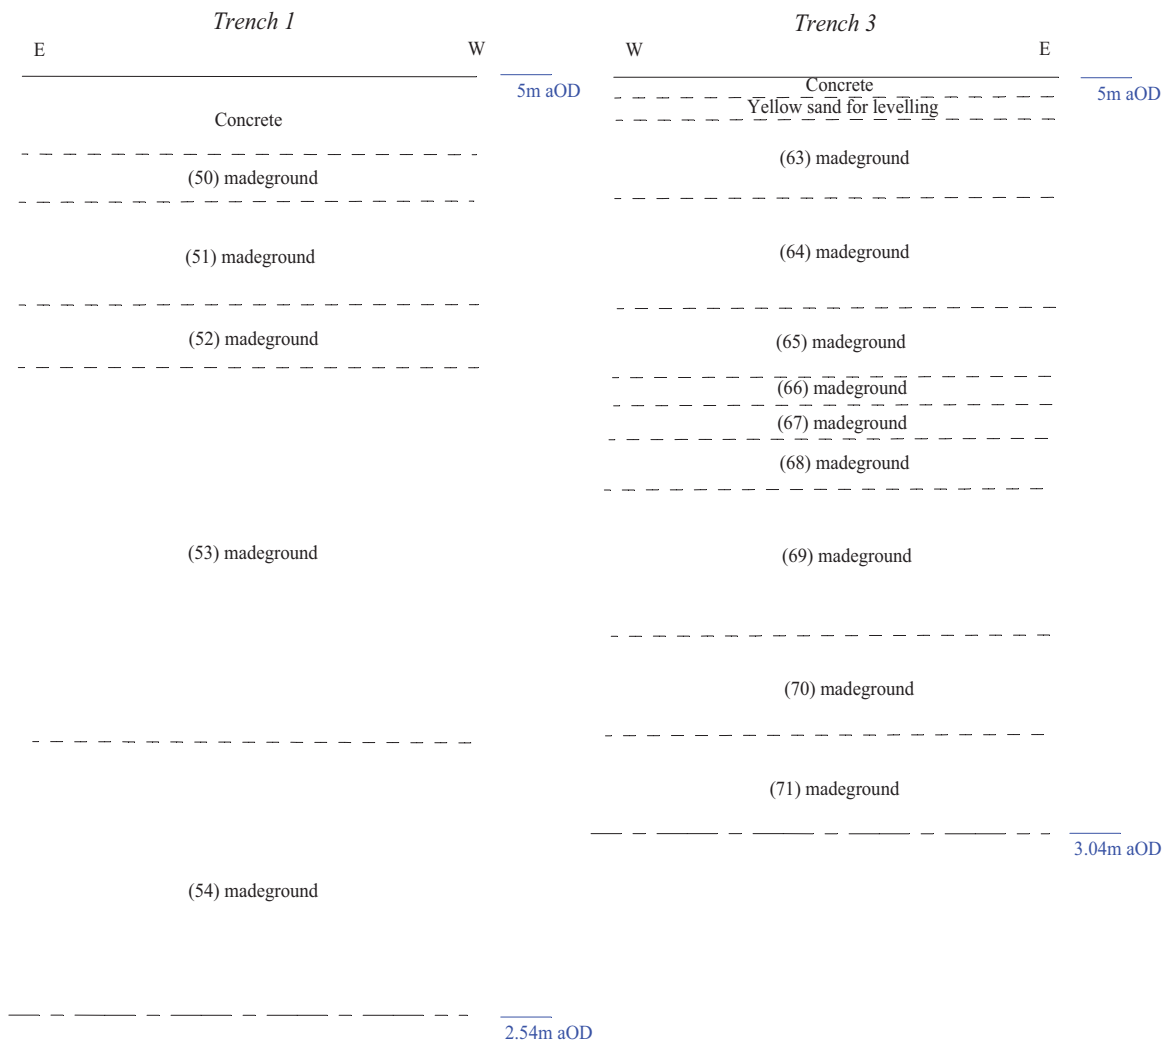 Trench 1
E
W
5m aOD
Concrete
(50) madeground
(51) madeground
(52) madeground
(53) madeground
(54) madeground
2.54m aOD
Trench 3
W
E
5m aOD
Concrete
Yellow sand for levelling
(63) madeground
(64) madeground
(65) madeground
(66) madeground
(67) madeground
(68) madeground
(69) madeground
(70) madeground
(71) madeground
3.04m aOD